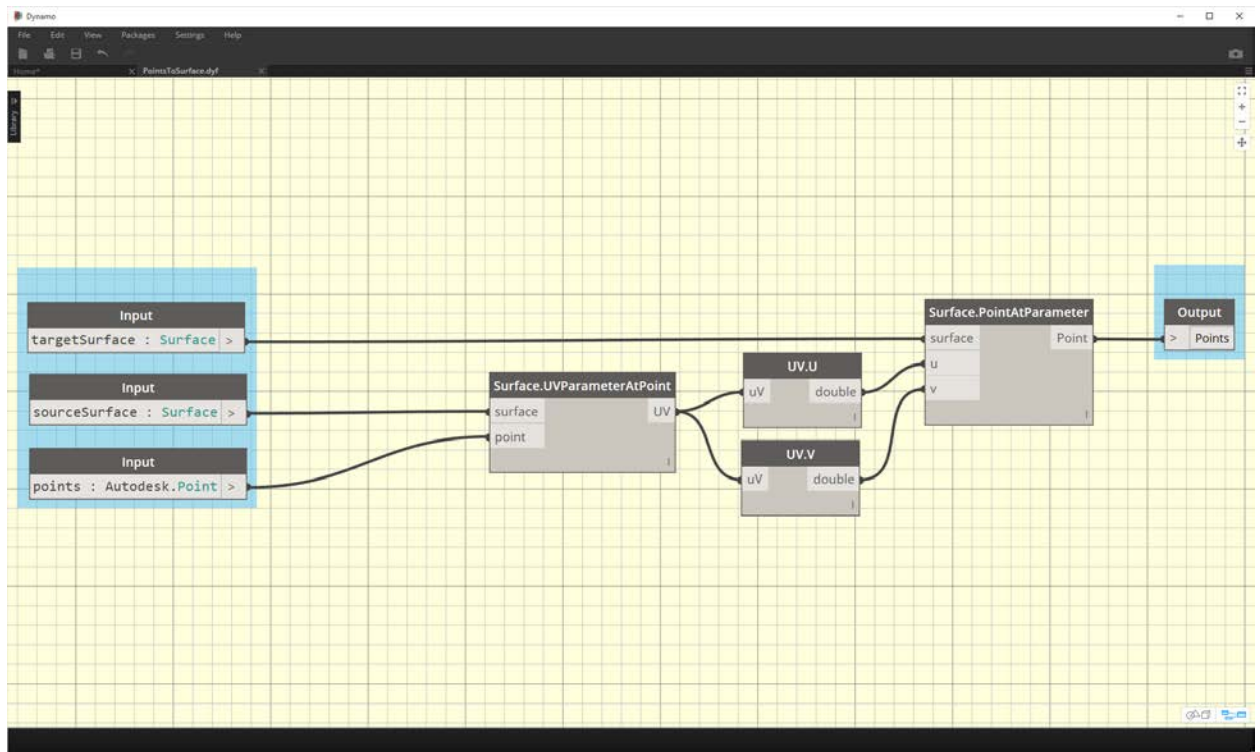 Dynamo
File Edit View Packages Settings Help
Home* PointsToSurface.dyf
Library
Input
targetSurface : Surface >
Input
sourceSurface : Surface >
Input
points : Autodesk.Point >
Surface.UVParameterAtPoint
surface UV
point
UV.U
uV double
UV.V
uV double
Surface.PointAtParameter
surface Point
u
v
Output
> Points